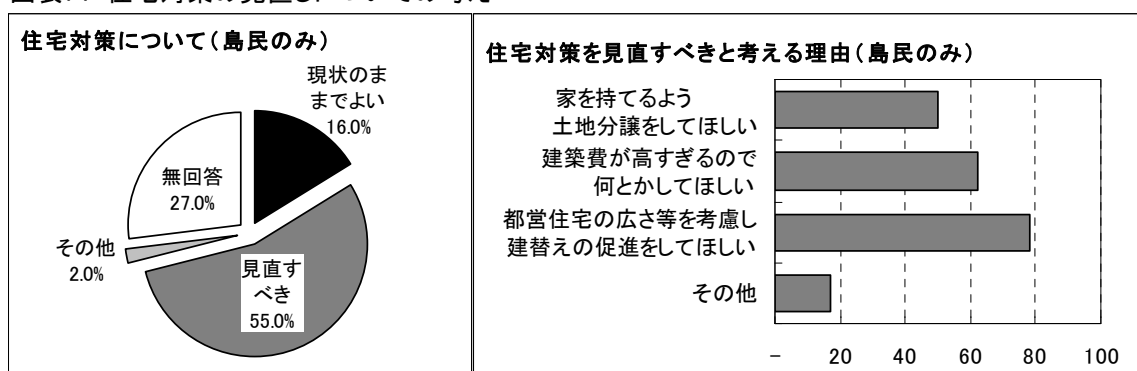 住宅対策について（島民のみ）
現状のま
までよい
16.0%
無回答
27.0%
その他
2.0%
見直す
べき
55.0%
住宅対策を見直すべきと考える理由（島民のみ）
家を持てるよう
土地分譲をしてほしい
建築費が高すぎるので
何とかしてほしい
都営住宅の広さ等を考慮し
建替えの促進をしてほしい
その他
- 20 40 60 80 100